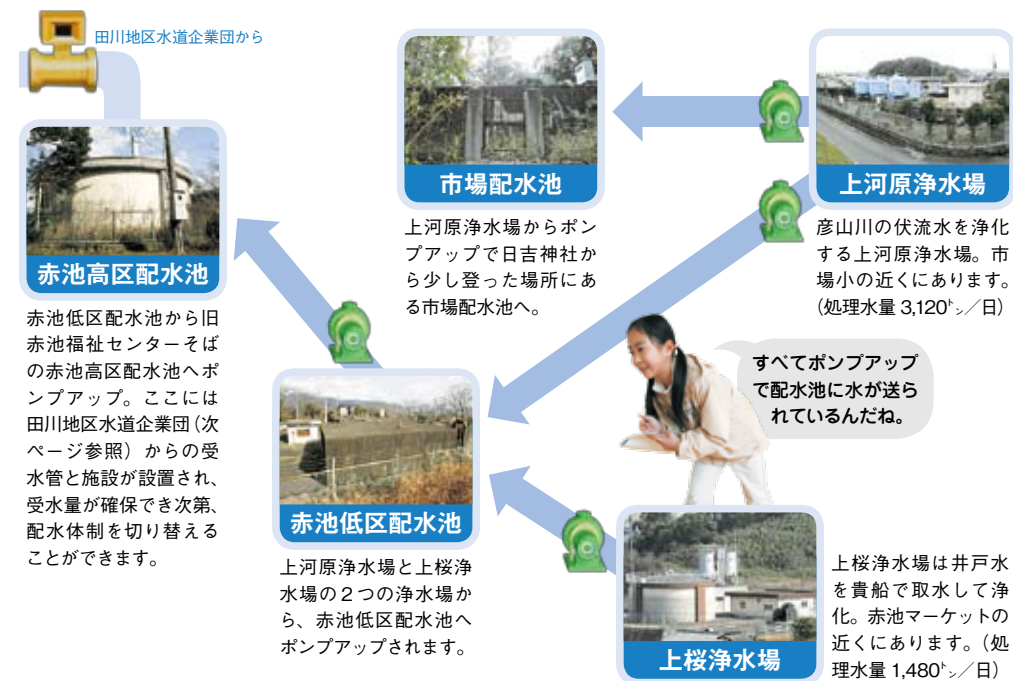 田川地区水道企業団から
赤池高区配水池
赤池低区配水池から旧
赤池福祉センターそば
の赤池高区配水池へポ
ンプアップ。ここには
田川地区水道企業団（次
ページ参照）からの受
水管と施設が設置され、
受水量が確保でき次第、
配水体制を切り替える
ことができます。
市場配水池
上河原浄水場からポン
プアップで日吉神社か
ら少し登った場所にあ
る市場配水池へ。
上河原浄水場
彦山川の伏流水を浄化
する上河原浄水場。市
場小の近くにあります。
（処理水量 3,120㌧／日）
すべてポンプアップ
で配水池に水が送ら
れているんだね。
赤池低区配水池
上河原浄水場と上桜浄
水場の２つの浄水場か
ら、赤池低区配水池へ
ポンプアップされます。
上桜浄水場
上桜浄水場は井戸水
を貴船で取水して浄
化。赤池マーケットの
近くにあります。（処
理水量 1,480㌧／日）